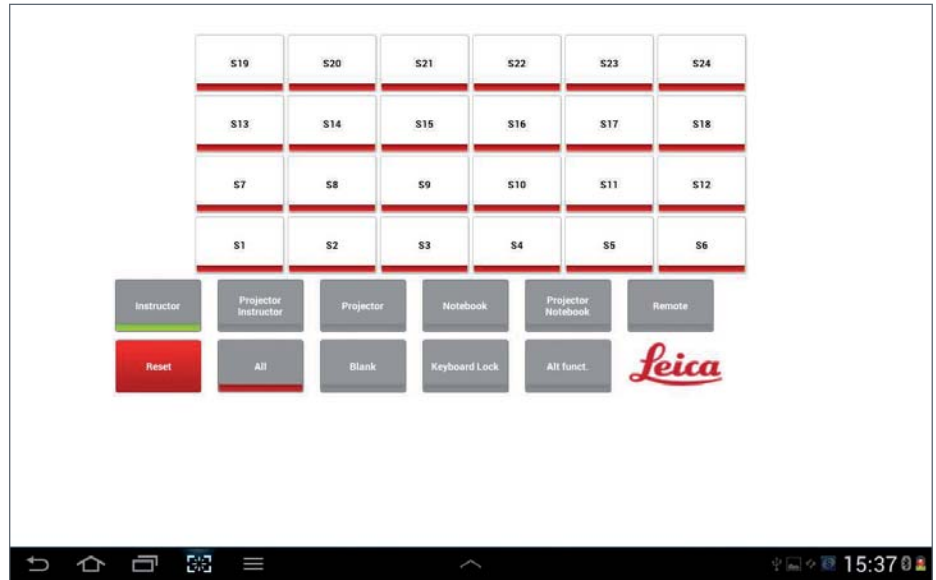 S19 S20 S21 S22 S23 S24
S13 S14 S15 S16 S17 S18
S7 S8 S9 S10 S11 S12
S1 S2 S3 S4 S5 S6
Instructor Projector Instructor Projector Notebook Projector Notebook Remote
Reset All Blank Keyboard Lock Alt funct. Leica
15:37